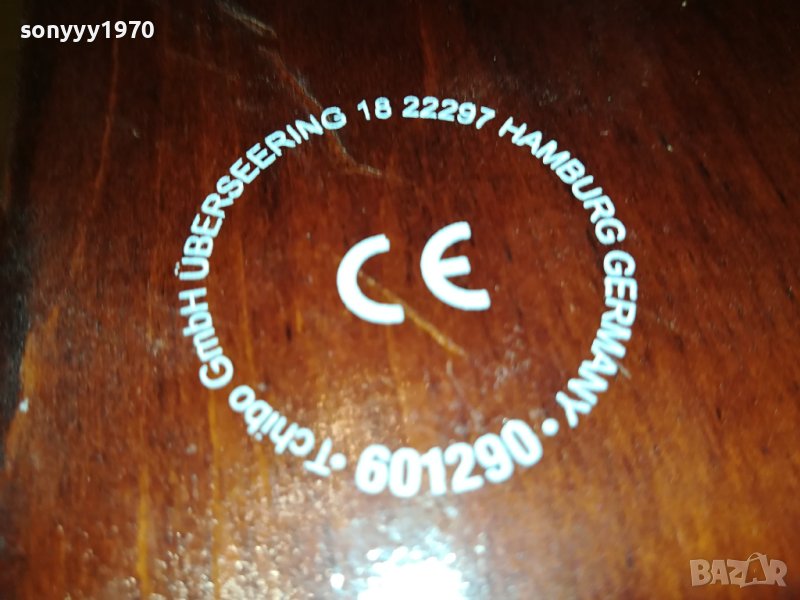 sonyyy1970
Tchibo GmbH ÜBERSEERING 18 22297 HAMBURG GERMANY • 601290 •
CE
BAZAR